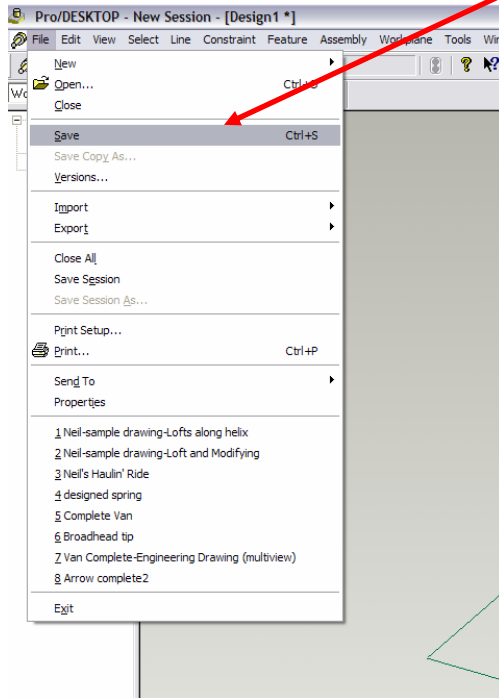 Pro/DESKTOP - New Session - [Design1 *]
File Edit View Select Line Constraint Feature Assembly Workplane Tools
New
Open...
Close
Save Ctrl+S
Save Copy As...
Versions...
Import
Export
Close All
Save Session
Save Session As...
Print Setup...
Print... Ctrl+P
Send To
Properties
1 Neil-sample drawing-Lofts along helix
2 Neil-sample drawing-Loft and Modifying
3 Neil's Haulin' Ride
4 designed spring
5 Complete Van
6 Broadhead tip
7 Van Complete-Engineering Drawing (multiview)
8 Arrow complete2
Exit